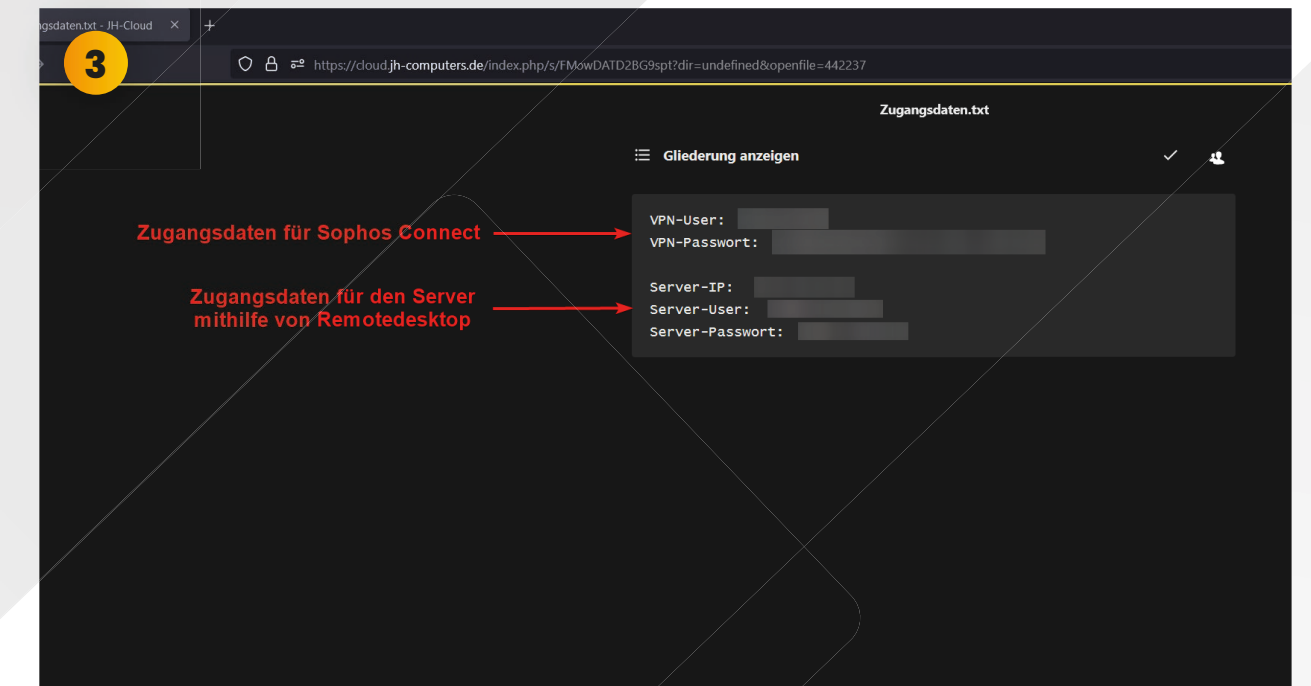 gsdaten.txt - JH-Cloud
3
https://cloud.jh-computers.de/index.php/s/FMowDATD2BG9spt?dir=undefined&openfile=442237
Zugangsdaten.txt
Gliederung anzeigen
Zugangsdaten für Sophos Connect
VPN-User:
VPN-Passwort:
Zugangsdaten für den Server
mithilfe von Remotedesktop
Server-IP:
Server-User:
Server-Passwort: